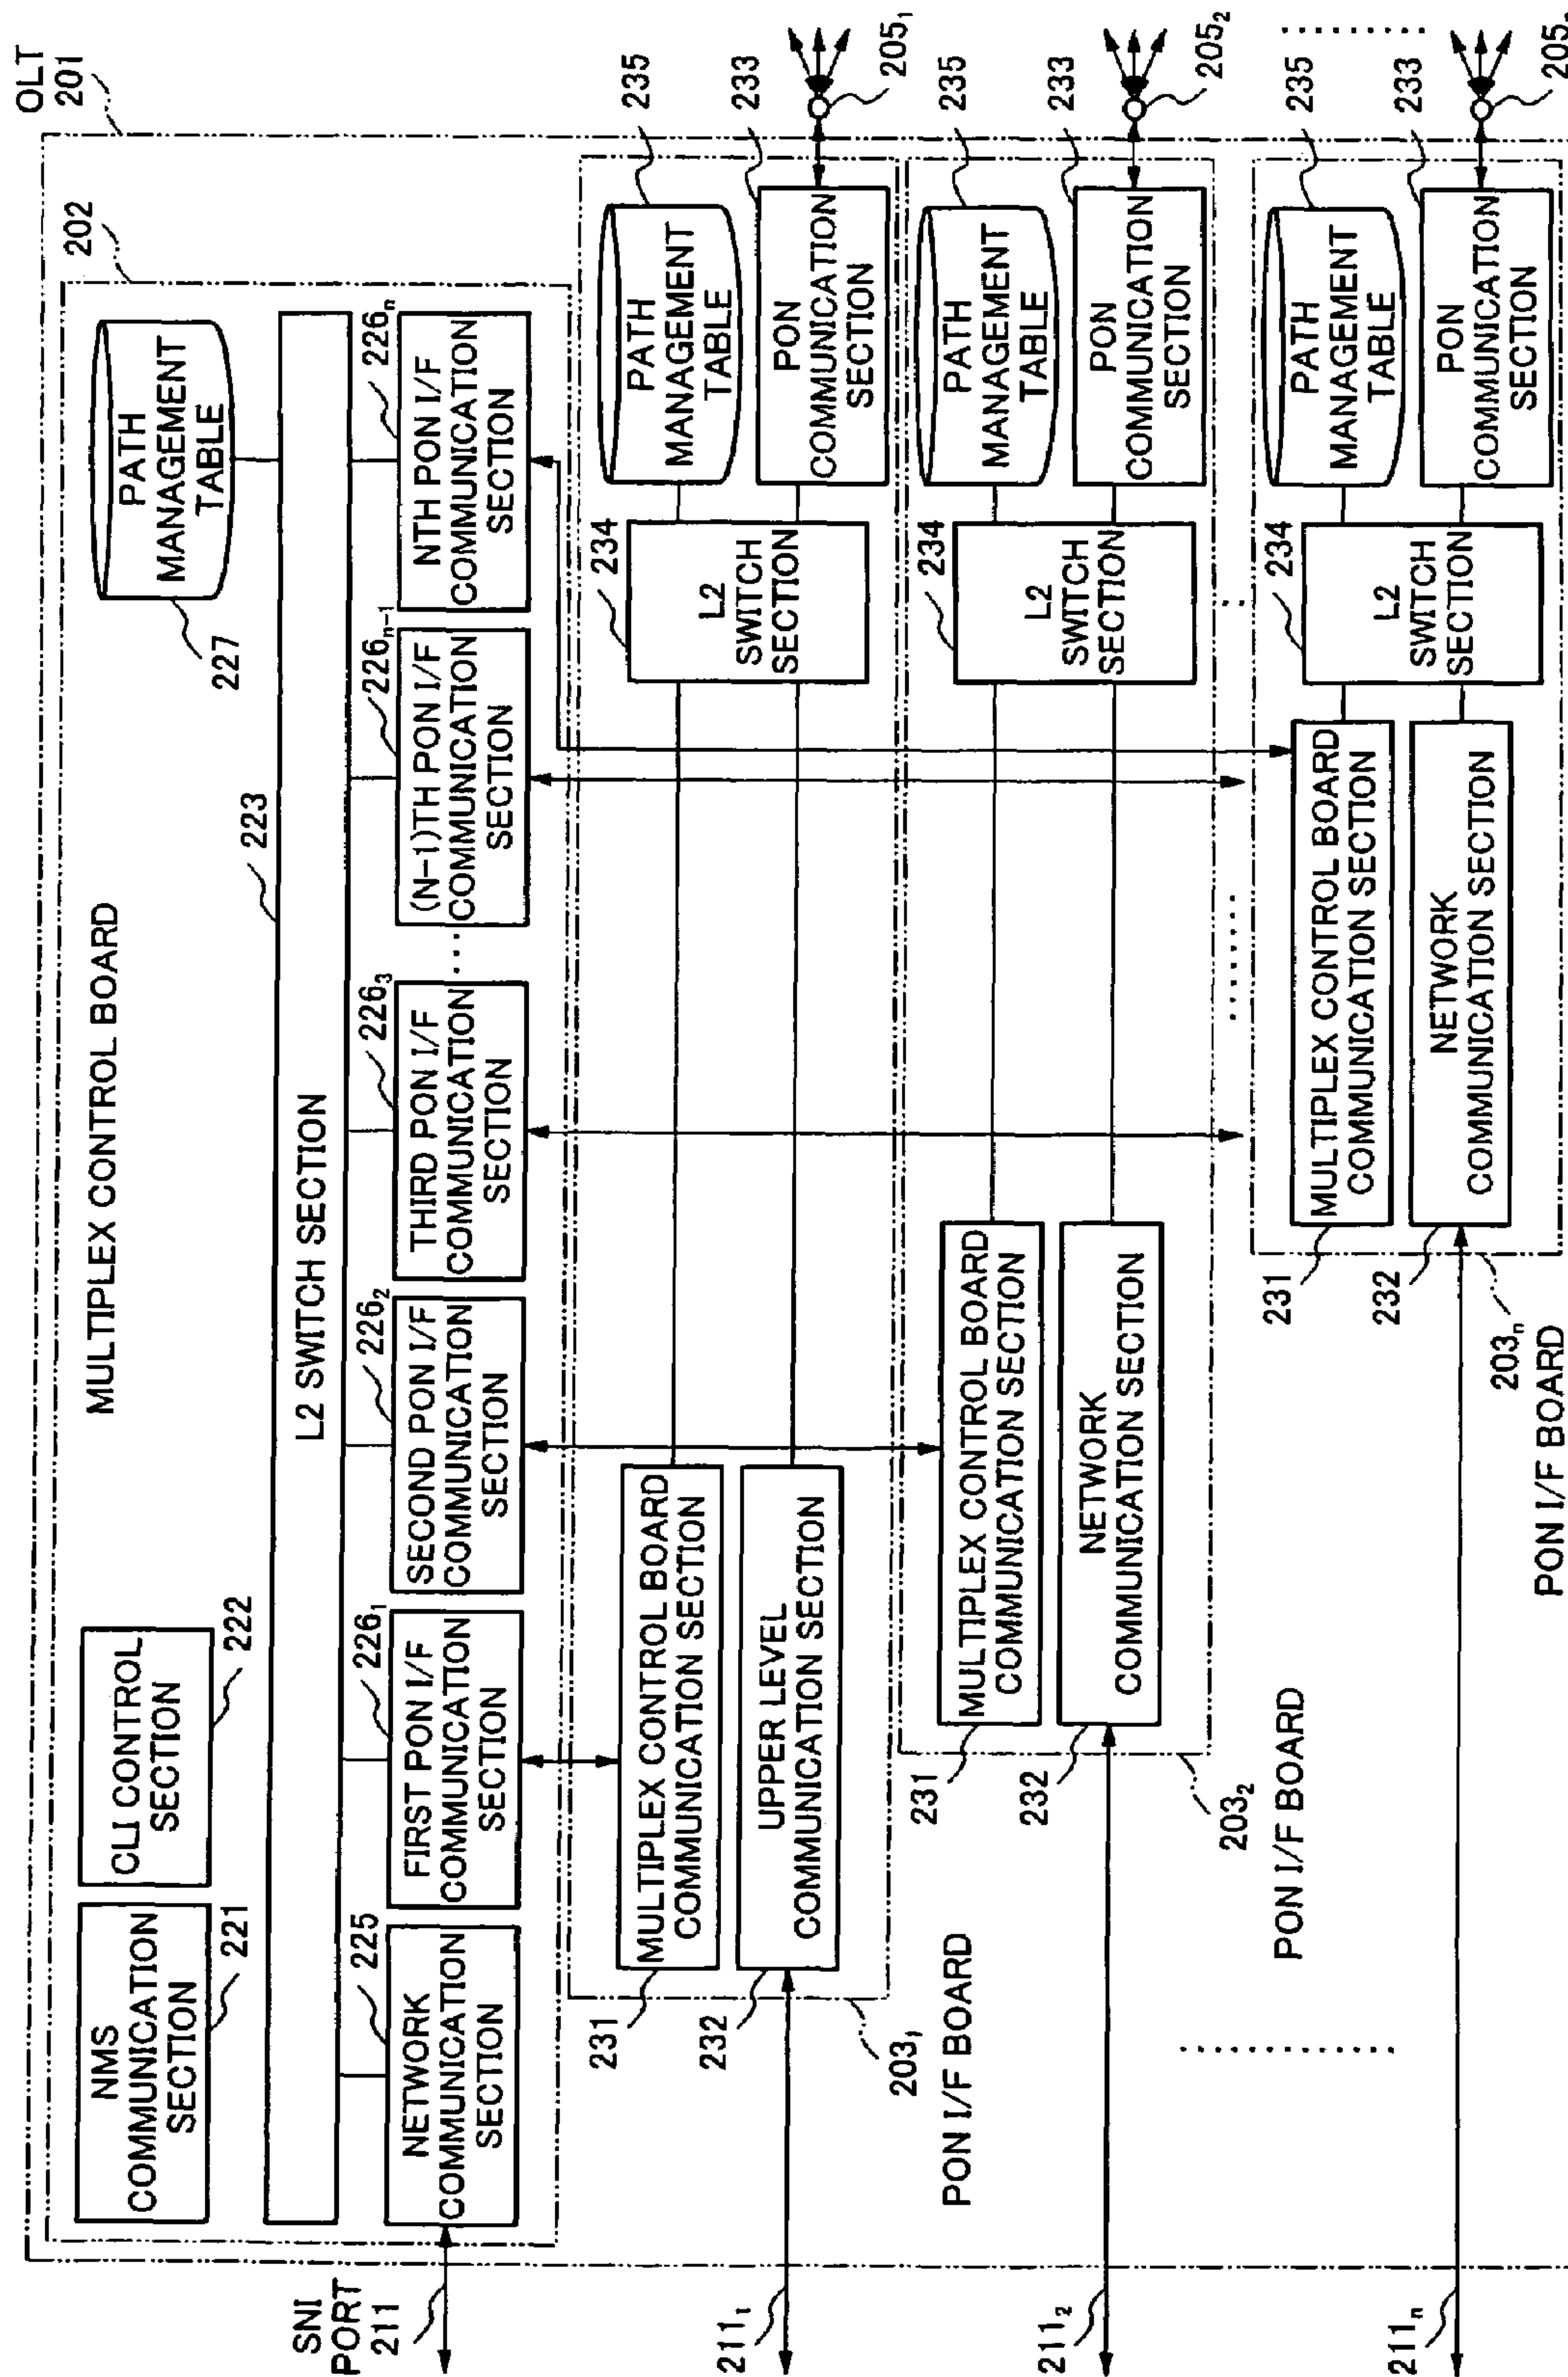 OLT
201
202
MULTIPLEX CONTROL BOARD
NMS
COMMUNICATION
SECTION
221
CLI CONTROL
SECTION
222
PATH
MANAGEMENT
TABLE
227
223
L2 SWITCH SECTION
SNI
PORT
211
225
NETWORK
COMMUNICATION
SECTION
226₁
FIRST PON I/F
COMMUNICATION
SECTION
226₂
SECOND PON I/F
COMMUNICATION
SECTION
226₃
THIRD PON I/F
COMMUNICATION
SECTION
226ₙ₋₁
(N-1)TH PON I/F
COMMUNICATION
SECTION
226ₙ
NTH PON I/F
COMMUNICATION
SECTION
231
MULTIPLEX CONTROL BOARD
COMMUNICATION SECTION
232
UPPER LEVEL
COMMUNICATION SECTION
234
L2
SWITCH
SECTION
235
PATH
MANAGEMENT
TABLE
233
PON
COMMUNICATION
SECTION
205₁
211₁
203₁
PON I/F BOARD
231
MULTIPLEX CONTROL BOARD
COMMUNICATION SECTION
232
NETWORK
COMMUNICATION SECTION
234
L2
SWITCH
SECTION
235
PATH
MANAGEMENT
TABLE
233
PON
COMMUNICATION
SECTION
205₂
211₂
203₂
PON I/F BOARD
231
MULTIPLEX CONTROL BOARD
COMMUNICATION SECTION
232
NETWORK
COMMUNICATION SECTION
234
L2
SWITCH
SECTION
235
PATH
MANAGEMENT
TABLE
233
PON
COMMUNICATION
SECTION
205
211ₙ
203ₙ
PON I/F BOARD